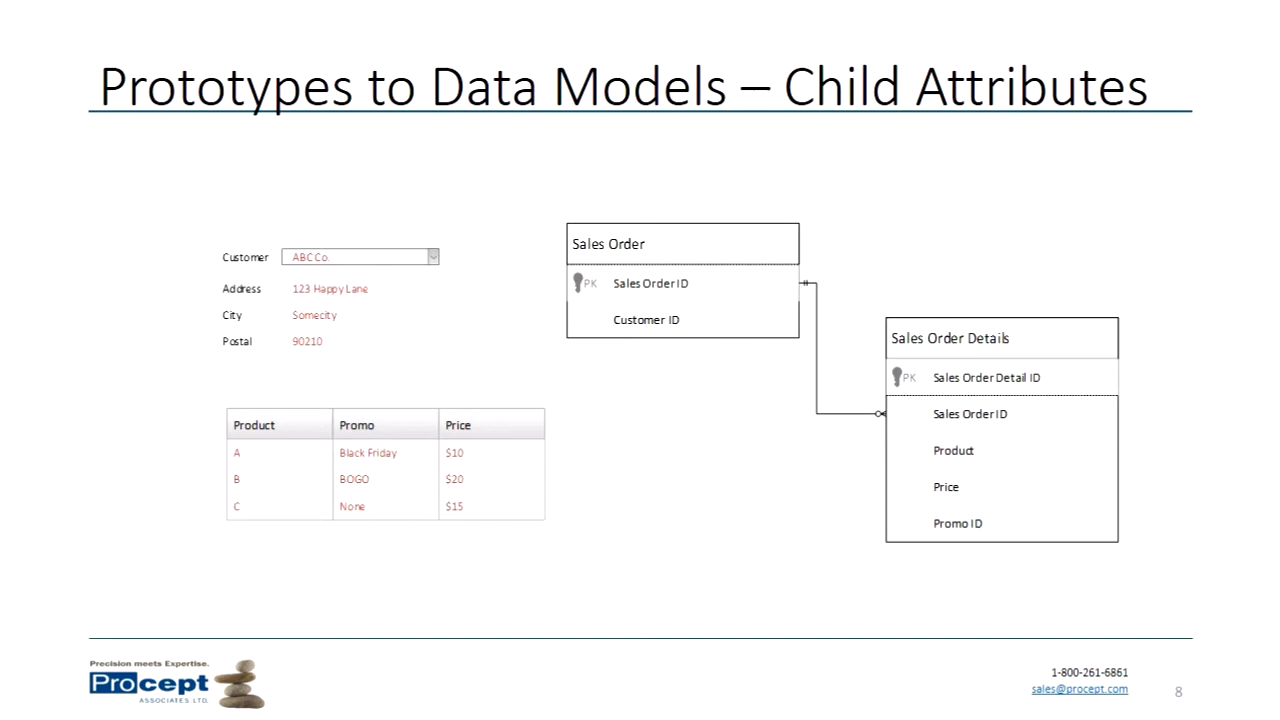 Prototypes to Data Models – Child Attributes
Customer ABC Co.
Address 123 Happy Lane
City Somecity
Postal 90210
Product Promo Price
A Black Friday $10
B BOGO $20
C None $15
Sales Order
PK Sales Order ID
Customer ID
Sales Order Details
PK Sales Order Detail ID
Sales Order ID
Product
Price
Promo ID
Precision meets Expertise.
Procept
ASSOCIATES LTD.
1-800-261-6861
sales@procept.com
8